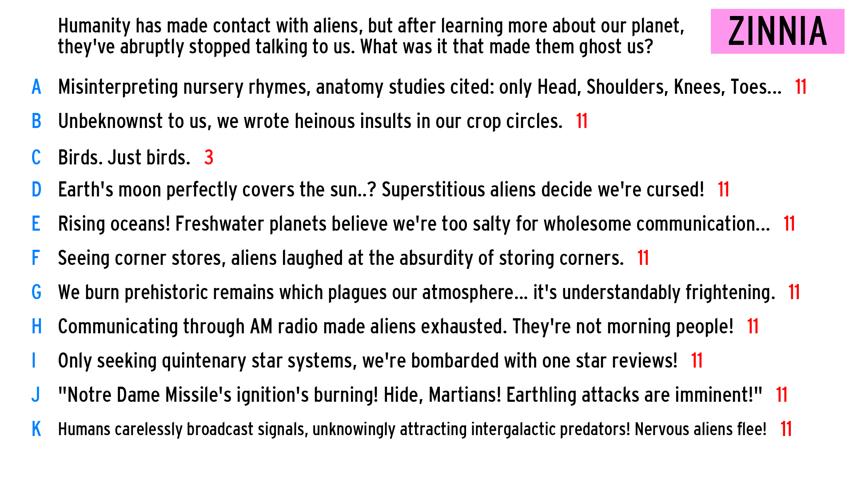 Humanity has made contact with aliens, but after learning more about our planet,
they've abruptly stopped talking to us. What was it that made them ghost us?
ZINNIA
A Misinterpreting nursery rhymes, anatomy studies cited: only Head, Shoulders, Knees, Toes... 11
B Unbeknownst to us, we wrote heinous insults in our crop circles. 11
C Birds. Just birds. 3
D Earth's moon perfectly covers the sun..? Superstitious aliens decide we're cursed! 11
E Rising oceans! Freshwater planets believe we're too salty for wholesome communication... 11
F Seeing corner stores, aliens laughed at the absurdity of storing corners. 11
G We burn prehistoric remains which plagues our atmosphere... it's understandably frightening. 11
H Communicating through AM radio made aliens exhausted. They're not morning people! 11
I Only seeking quintenary star systems, we're bombarded with one star reviews! 11
J "Notre Dame Missile's ignition's burning! Hide, Martians! Earthling attacks are imminent!" 11
K Humans carelessly broadcast signals, unknowingly attracting intergalactic predators! Nervous aliens flee! 11